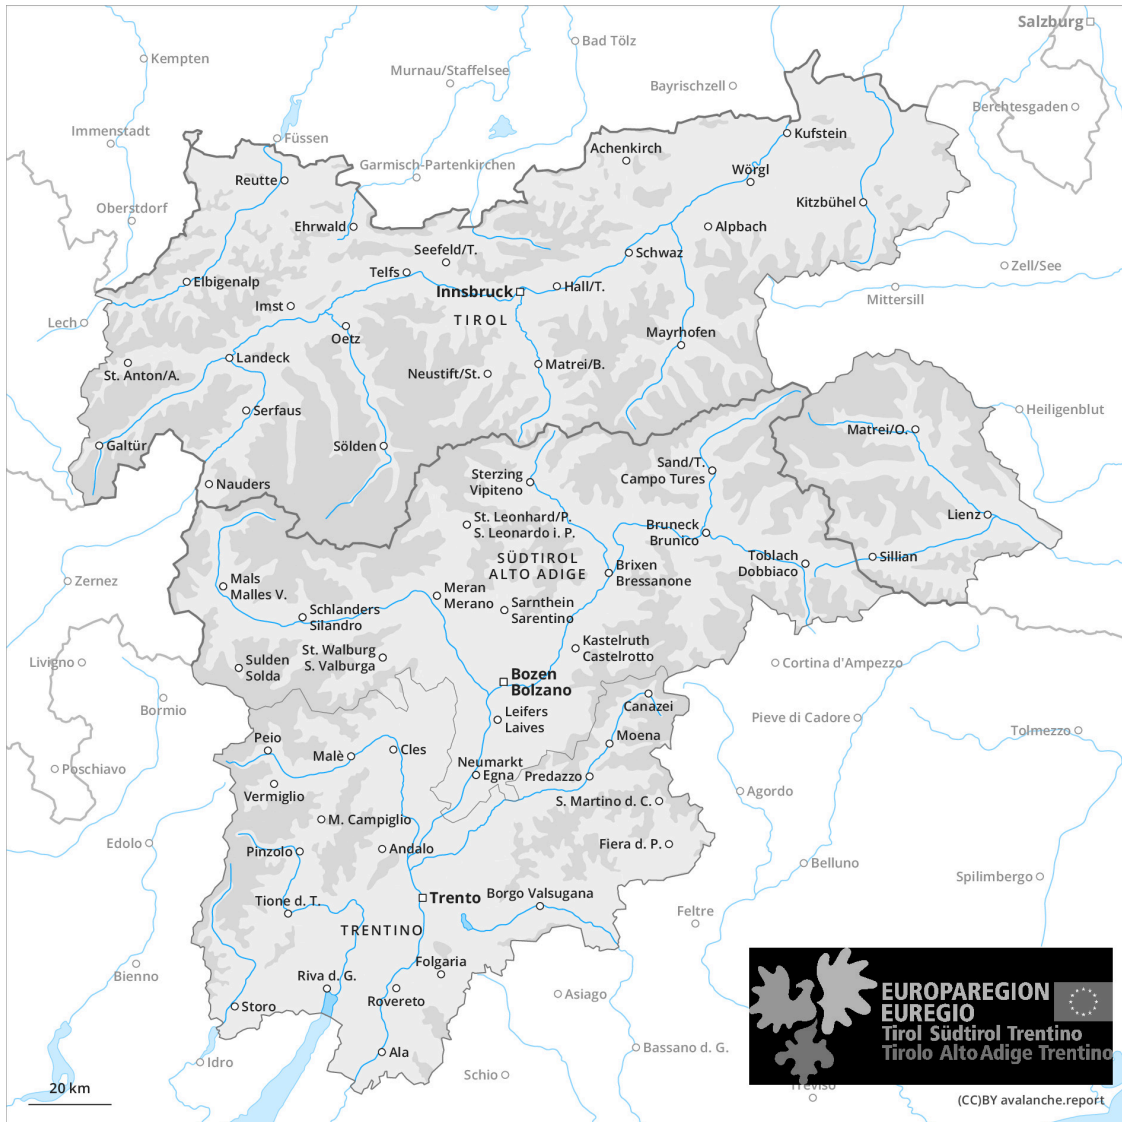 Salzburg
Bad Tölz
Kempten
Murnau/Staffelsee
Bayrischzell
Berchtesgaden
Immenstadt
Füssen
Kufstein
Achenkirch
Garmisch-Partenkirchen
Wörgl
Reutte
Kitzbühel
Oberstdorf
Ehrwald
Alpbach
Seefeld/T.
Schwaz
Zell/See
Telfs
Elbigenalp
Hall/T.
Innsbruck
Mittersill
Imst
TIROL
Lech
Oetz
Mayrhofen
Landeck
Matrei/B.
St. Anton/A.
Neustift/St.
Serfaus
Heiligenblut
Matrei/O.
Galtür
Sölden
Sand/T.
Campo Tures
Sterzing
Vipiteno
Nauders
St. Leonhard/P.
S. Leonardo i. P.
Lienz
Bruneck
Brunico
SÜDTIROL
ALTO ADIGE
Toblach
Dobbiaco
Sillian
Brixen
Bressanone
Zernez
Mals
Malles V.
Meran
Merano
Sarnthein
Sarentino
Schlanders
Silandro
Kastelruth
Castelrotto
St. Walburg
S. Valburga
Livigno
Sulden
Solda
Cortina d'Ampezzo
Bozen
Bolzano
Bormio
Canazei
Leifers
Laives
Pieve di Cadore
Tolmezzo
Peio
Moena
Cles
Malè
Neumarkt
Egna
Poschiavo
Predazzo
Vermiglio
Agordo
S. Martino d. C.
M. Campiglio
Edolo
Fiera d. P.
Pinzolo
Andalo
Belluno
Spilimbergo
Borgo Valsugana
Trento
Tione d. T.
Feltre
TRENTINO
Folgaria
Bienno
Riva d. G.
Asiago
Rovereto
Storo
EUROPAREGION
EUREGIO
Tirol Südtirol Trentino
Tirolo Alto Adige Trentino
Ala
Bassano d. G.
Idro
Schio
Treviso
20 km
(CC)BY avalanche.report